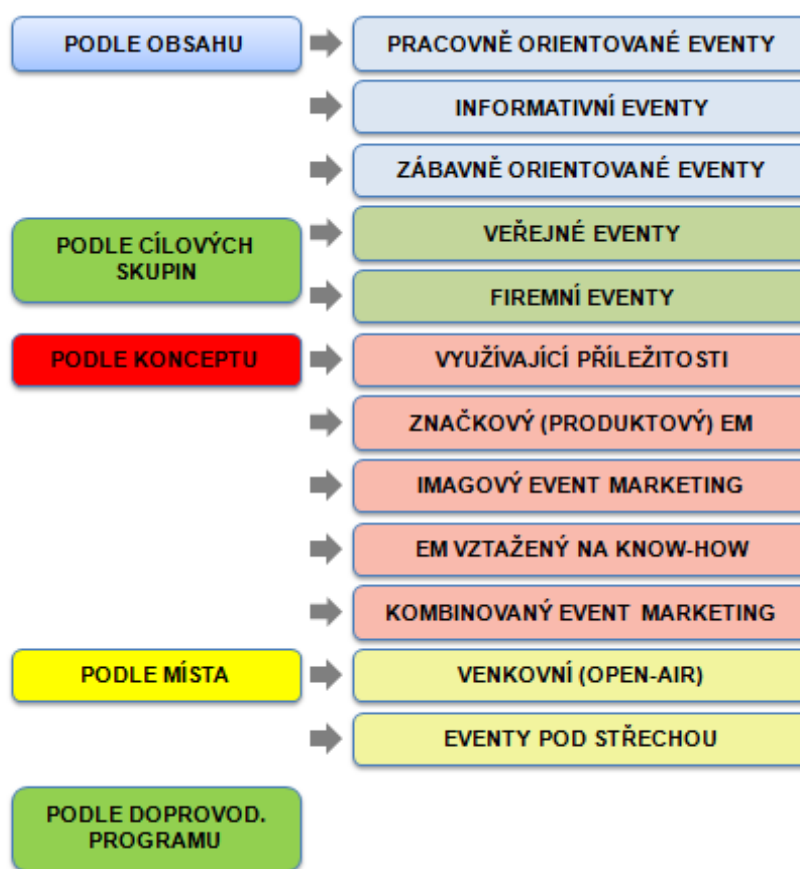 PODLE OBSAHU
PRACOVNĚ ORIENTOVANÉ EVENTY
INFORMATIVNÍ EVENTY
ZÁBAVNĚ ORIENTOVANÉ EVENTY
PODLE CÍLOVÝCH
SKUPIN
VEŘEJNÉ EVENTY
FIREMNÍ EVENTY
PODLE KONCEPTU
VYUŽÍVAJÍCÍ PŘÍLEŽITOSTI
ZNAČKOVÝ (PRODUKTOVÝ) EM
IMAGOVÝ EVENT MARKETING
EM VZTAŽENÝ NA KNOW-HOW
KOMBINOVANÝ EVENT MARKETING
PODLE MÍSTA
VENKOVNÍ (OPEN-AIR)
EVENTY POD STŘECHOU
PODLE DOPROVOD.
PROGRAMU